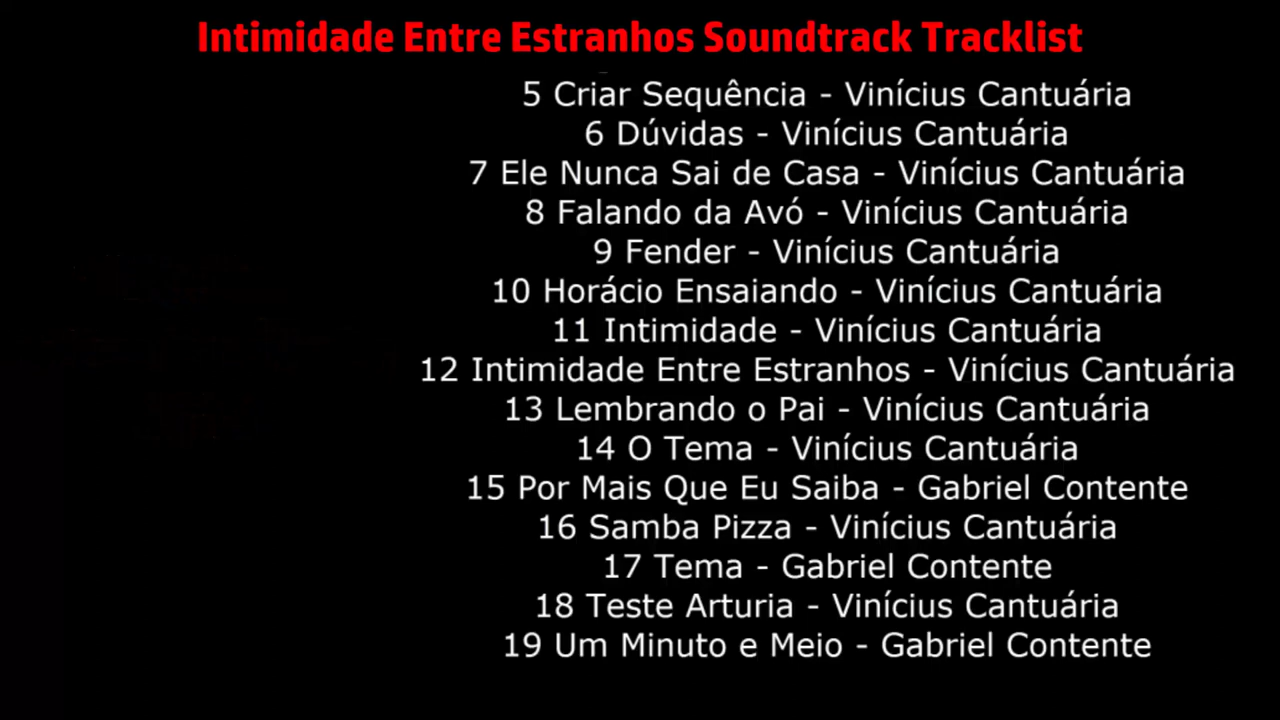 Intimidade Entre Estranhos Soundtrack Tracklist
5 Criar Sequência - Vinícius Cantuária
6 Dúvidas - Vinícius Cantuária
7 Ele Nunca Sai de Casa - Vinícius Cantuária
8 Falando da Avó - Vinícius Cantuária
9 Fender - Vinícius Cantuária
10 Horácio Ensaiando - Vinícius Cantuária
11 Intimidade - Vinícius Cantuária
12 Intimidade Entre Estranhos - Vinícius Cantuária
13 Lembrando o Pai - Vinícius Cantuária
14 O Tema - Vinícius Cantuária
15 Por Mais Que Eu Saiba - Gabriel Contente
16 Samba Pizza - Vinícius Cantuária
17 Tema - Gabriel Contente
18 Teste Arturia - Vinícius Cantuária
19 Um Minuto e Meio - Gabriel Contente